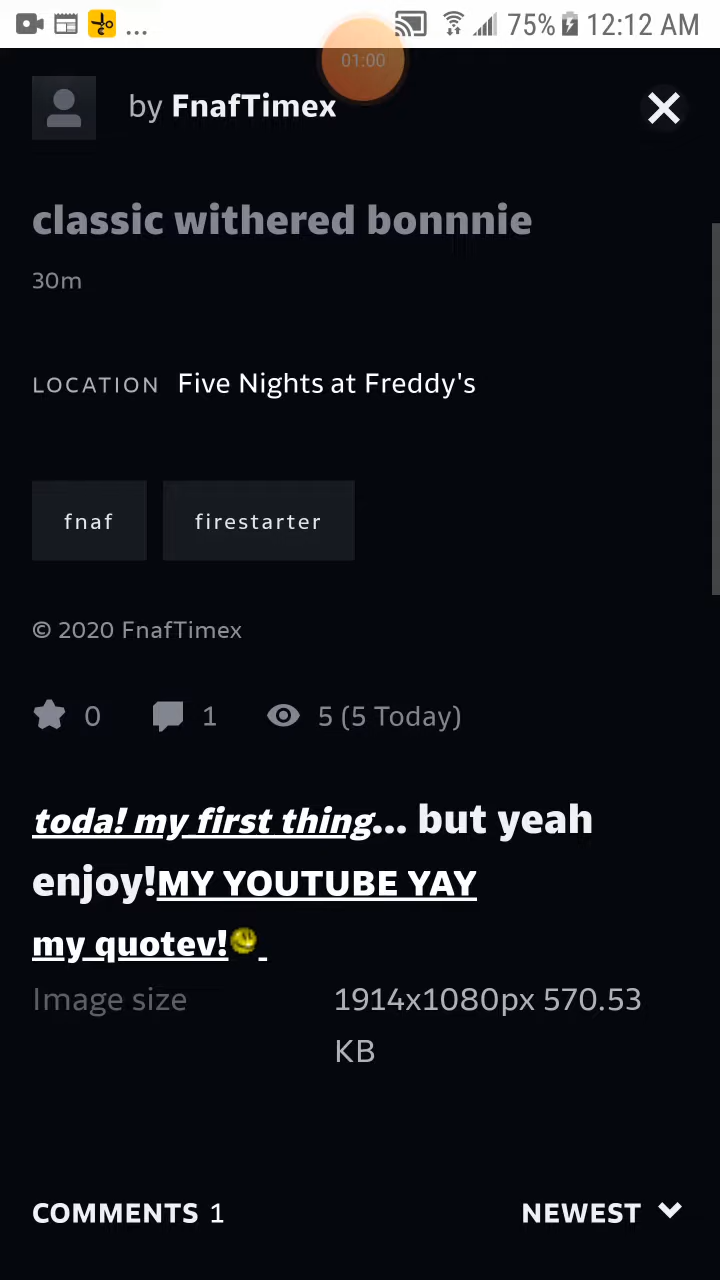 ... 75% 12:12 AM
01:00
by FnafTimex
classic withered bonnnie
30m
LOCATION Five Nights at Freddy's
fnaf firestarter
© 2020 FnafTimex
0 1 5 (5 Today)
toda! my first thing... but yeah
enjoy!MY YOUTUBE YAY
my quotev!
Image size 1914x1080px 570.53
KB
COMMENTS 1 NEWEST